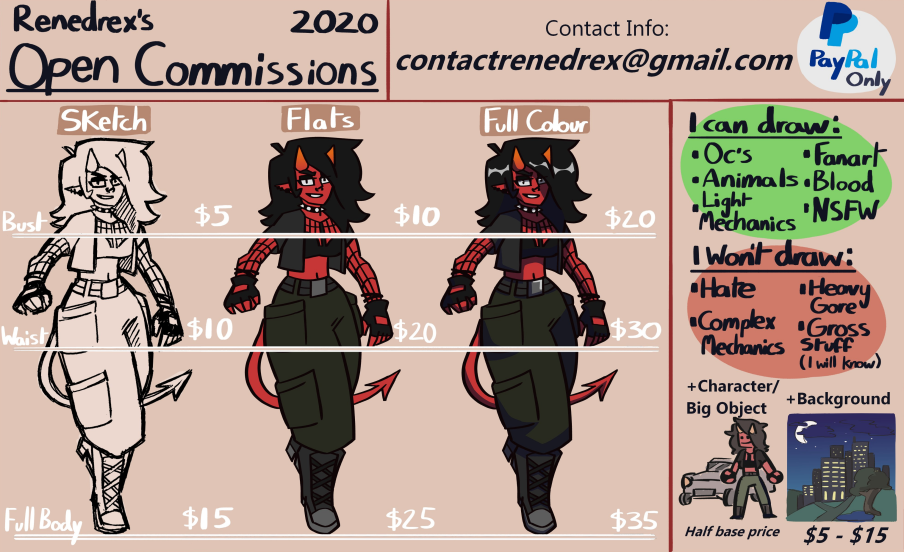 Renedrex's 2020
Open Commissions
Contact Info:
contactrenedrex@gmail.com
PayPal
Only
Sketch Flats Full Colour
Bust $5 $10 $20
Waist $10 $20 $30
Full Body $15 $25 $35
I can draw:
• Oc's
• Animals
• Light
Mechanics
• Fanart
• Blood
• NSFW
I Won't draw:
• Hate
• Complex
Mechanics
• Heavy
Gore
• Gross
Stuff
(I will know)
+Character/
Big Object
Half base price
+Background
$5 - $15